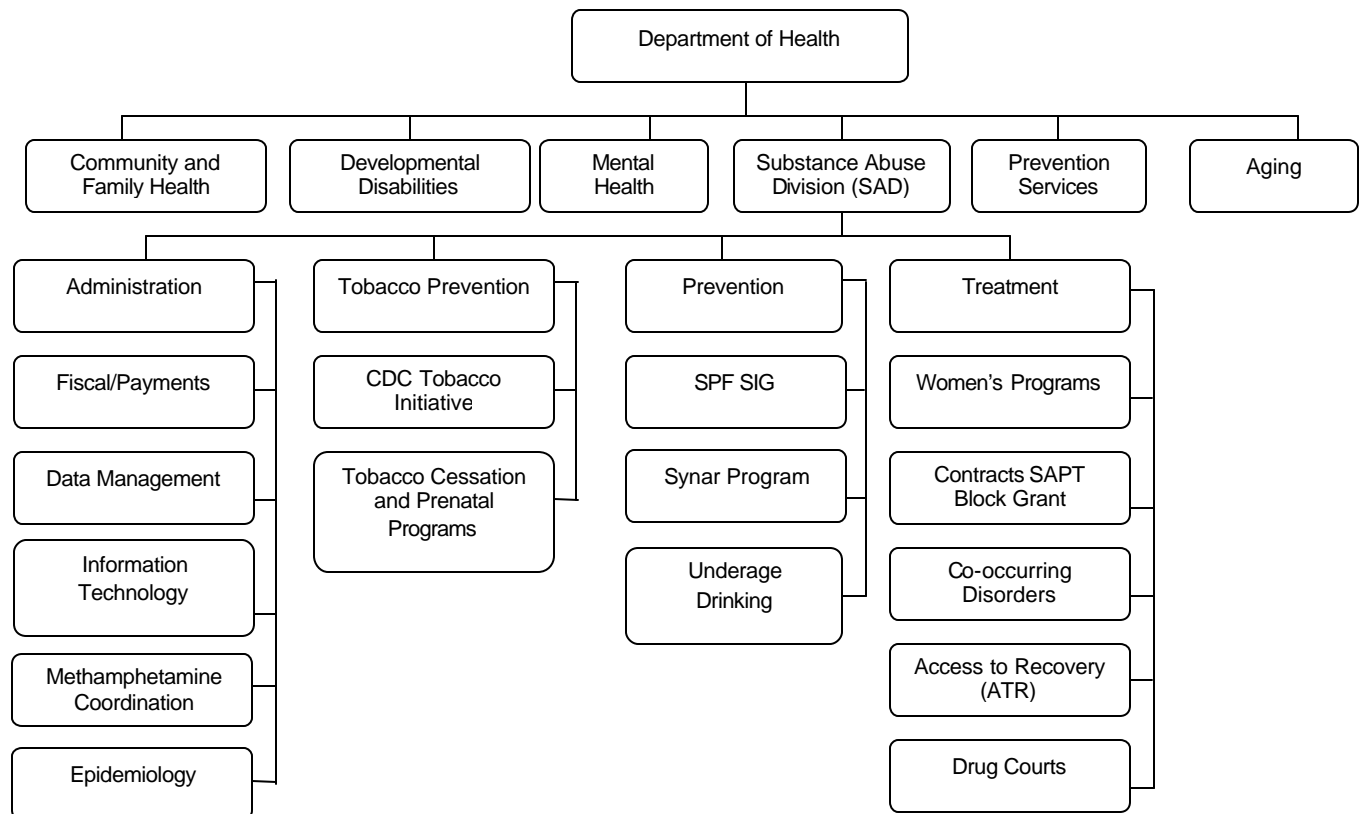 Department of Health
Community and
Family Health
Developmental
Disabilities
Mental
Health
Substance Abuse
Division (SAD)
Prevention
Services
Aging
Administration
Fiscal/Payments
Data Management
Information
Technology
Methamphetamine
Coordination
Epidemiology
Tobacco Prevention
CDC Tobacco
Initiative
Tobacco Cessation
and Prenatal
Programs
Prevention
SPF SIG
Synar Program
Underage
Drinking
Treatment
Women's Programs
Contracts SAPT
Block Grant
Co-occurring
Disorders
Access to Recovery
(ATR)
Drug Courts